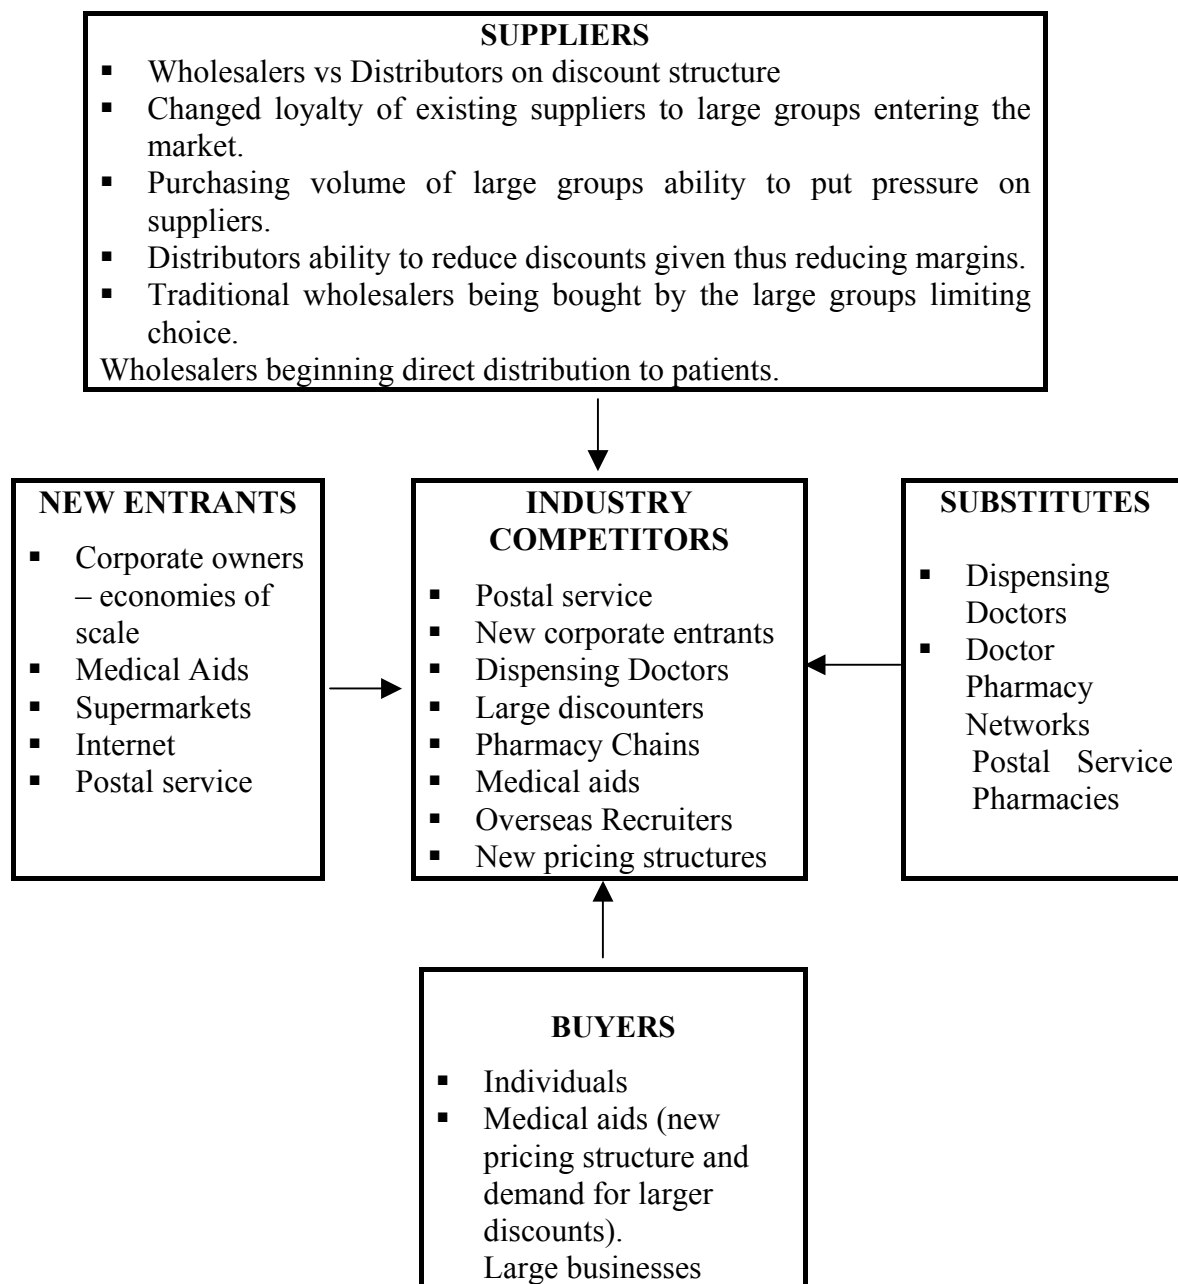 SUPPLIERS
▪ Wholesalers vs Distributors on discount structure
▪ Changed loyalty of existing suppliers to large groups entering the
market.
▪ Purchasing volume of large groups ability to put pressure on
suppliers.
▪ Distributors ability to reduce discounts given thus reducing margins.
▪ Traditional wholesalers being bought by the large groups limiting
choice.
Wholesalers beginning direct distribution to patients.
NEW ENTRANTS
▪ Corporate owners
– economies of
scale
▪ Medical Aids
▪ Supermarkets
▪ Internet
▪ Postal service
INDUSTRY
COMPETITORS
▪ Postal service
▪ New corporate entrants
▪ Dispensing Doctors
▪ Large discounters
▪ Pharmacy Chains
▪ Medical aids
▪ Overseas Recruiters
▪ New pricing structures
SUBSTITUTES
▪ Dispensing
Doctors
▪ Doctor
Pharmacy
Networks
Postal Service
Pharmacies
BUYERS
▪ Individuals
▪ Medical aids (new
pricing structure and
demand for larger
discounts).
Large businesses